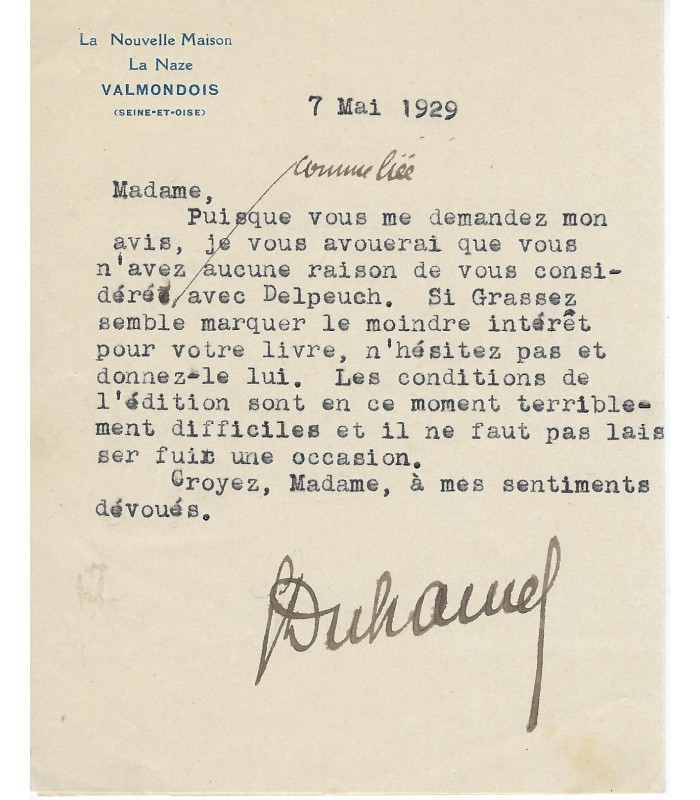 La Nouvelle Maison
La Naze
VALMONDOIS
(SEINE-ET-OISE)
7 Mai 1929
comme liée
Madame,
Puisque vous me demandez mon
avis, je vous avouerai que vous
n'avez aucune raison de vous consi-
dérée, avec Delpeuch. Si Grassez
semble marquer le moindre intérêt
pour votre livre, n'hésitez pas et
donnez-le lui. Les conditions de
l'édition sont en ce moment terrible-
ment difficiles et il ne faut pas lais
ser fuir une occasion.
Croyez, Madame, à mes sentiments
dévoués.
GDuhamel